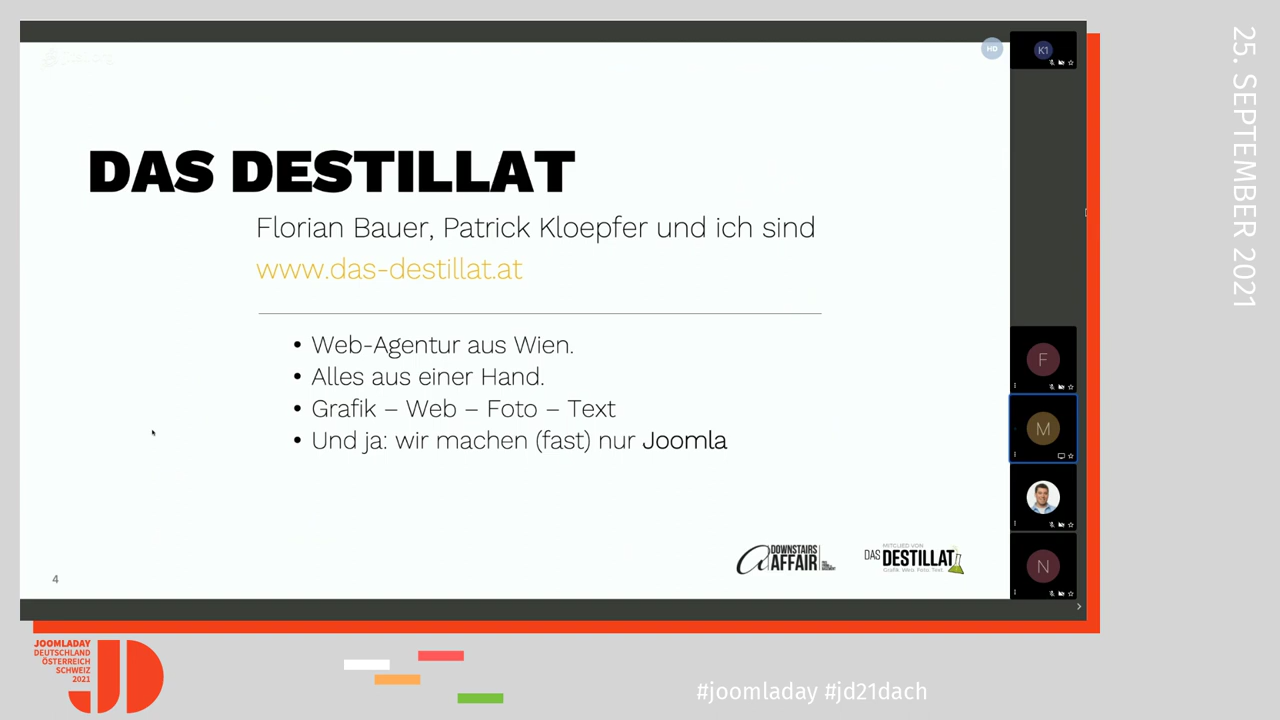 DAS DESTILLAT
Florian Bauer, Patrick Kloepfer und ich sind
www.das-destillat.at
• Web-Agentur aus Wien.
• Alles aus einer Hand.
• Grafik – Web – Foto – Text
• Und ja: wir machen (fast) nur Joomla
DOWNSTAIRS
AFFAIR
MITGLIED VON
DAS DESTILLAT
Grafik. Web. Foto. Text.
4
HD
K1
F
M
N
25. SEPTEMBER 2021
JOOMLADAY
DEUTSCHLAND
ÖSTERREICH
SCHWEIZ
2021
JD
#joomladay #jd21dach